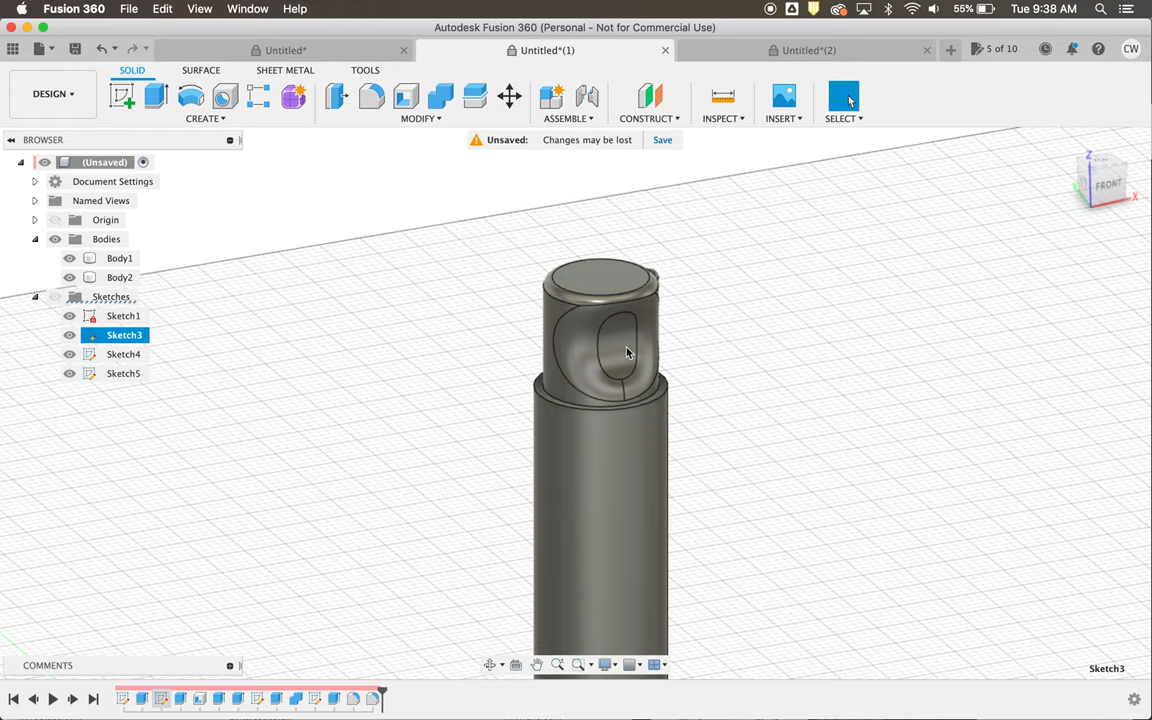 Fusion 360 File Edit View Window Help 55% Tue 9:38 AM
Autodesk Fusion 360 (Personal - Not for Commercial Use)
Untitled* Untitled*(1) Untitled*(2) 5 of 10 CW
SOLID SURFACE SHEET METAL TOOLS
DESIGN
CREATE MODIFY ASSEMBLE CONSTRUCT INSPECT INSERT SELECT
BROWSER
Unsaved: Changes may be lost Save
(Unsaved)
Document Settings
Named Views
Origin
Bodies
Body1
Body2
Sketches
Sketch1
Sketch3
Sketch4
Sketch5
Z
FRONT
X
Y
COMMENTS
Sketch3